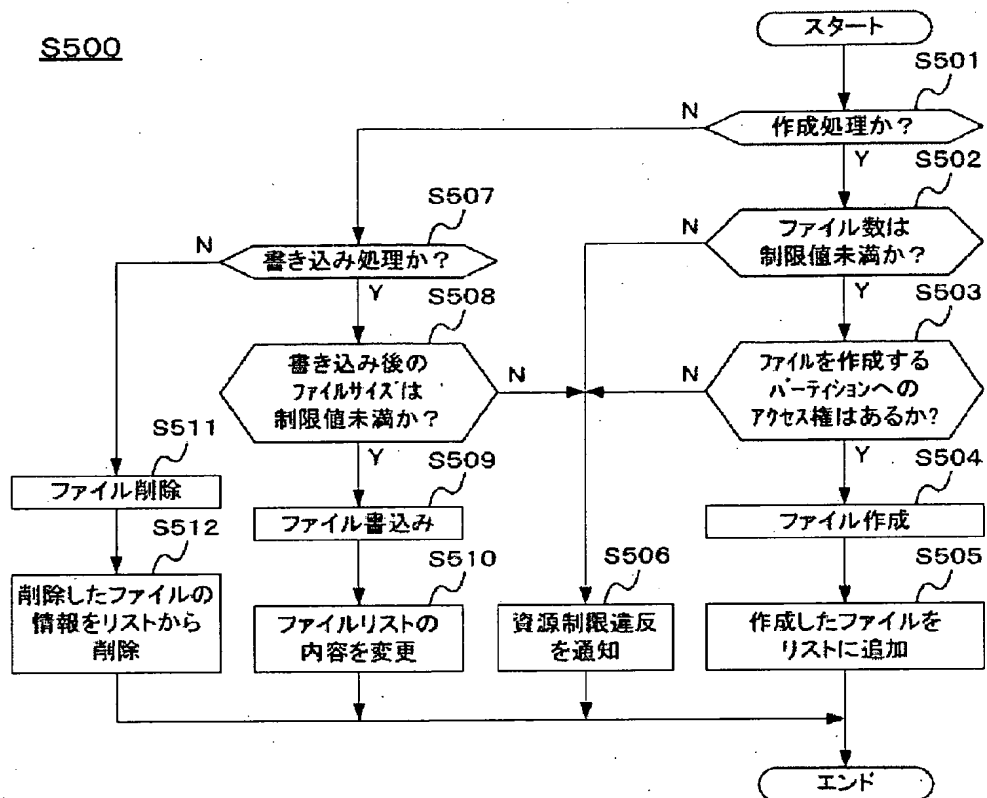 S500
スタート
S501
作成処理か?
N
Y
S502
ファイル数は
制限値未満か?
N
Y
S503
ファイルを作成する
パーティションへの
アクセス権はあるか?
N
Y
S504
ファイル作成
S505
作成したファイルを
リストに追加
S506
資源制限違反
を通知
S507
書き込み処理か?
N
Y
S508
書き込み後の
ファイルサイズは
制限値未満か?
N
Y
S509
ファイル書込み
S510
ファイルリストの
内容を変更
S511
ファイル削除
S512
削除したファイルの
情報をリストから
削除
エンド